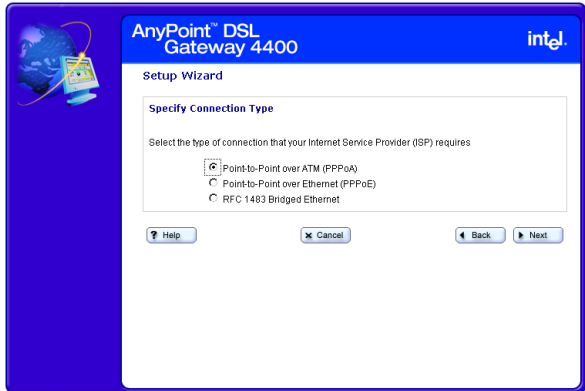 AnyPoint™ DSL
Gateway 4400
intel.
Setup Wizard
Specify Connection Type
Select the type of connection that your Internet Service Provider (ISP) requires
Point-to-Point over ATM (PPPoA)
Point-to-Point over Ethernet (PPPoE)
RFC 1483 Bridged Ethernet
? Help
Cancel
Back
Next